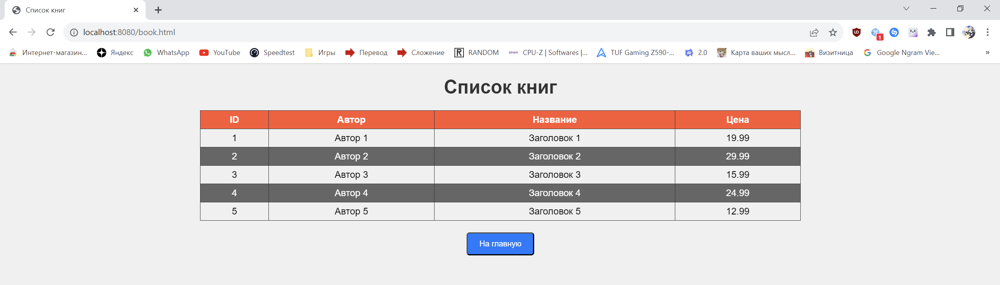 Список книг
localhost:8080/book.html
1
Интернет-магазин... Яндекс WhatsApp YouTube Speedtest Игры Перевод Сложение RANDOM CPU-Z | Softwares |... TUF Gaming Z590-... 2.0 Карта ваших мысл... Визитница Google Ngram Vie... »
Список книг
ID Автор Название Цена
1 Автор 1 Заголовок 1 19.99
2 Автор 2 Заголовок 2 29.99
3 Автор 3 Заголовок 3 15.99
4 Автор 4 Заголовок 4 24.99
5 Автор 5 Заголовок 5 12.99
На главную